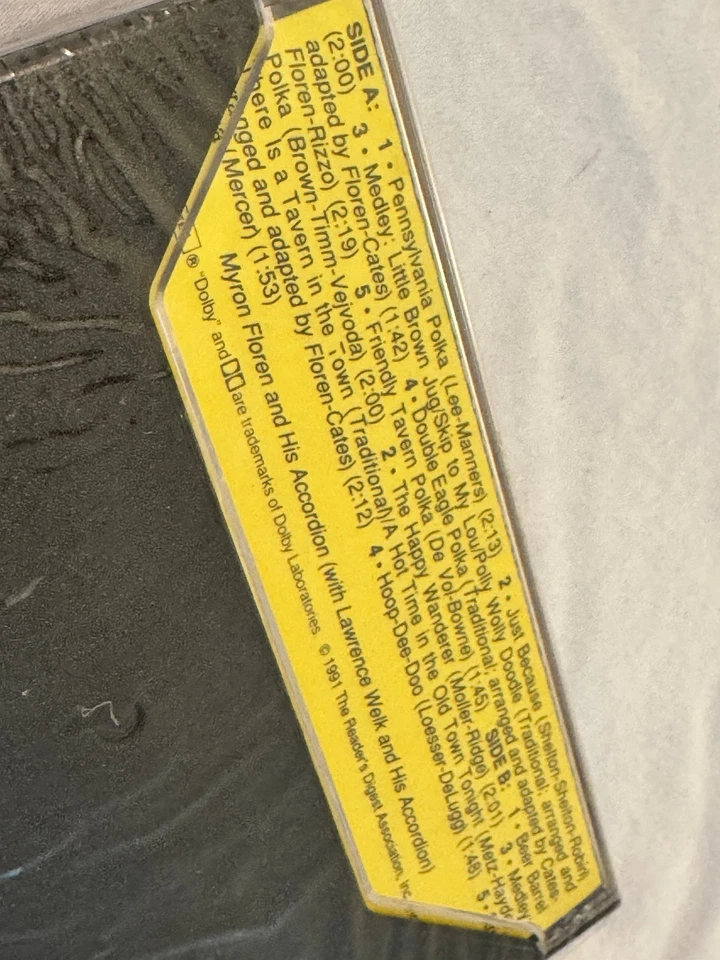 SIDE A: 1 • Pennsylvania Polka (Lee-Manners) (2:13) 2 • Just Because (Shelton-Shelton-Robin)
(2:00) 3 • Medley: Little Brown Jug/Skip to My Lou/Polly Wolly Doodle (Traditional; arranged and
adapted by Floren-Cates) (1:42) 4 • Double Eagle Polka (Traditional; arranged and adapted by Cates-
Floren-Rizzo) (2:19) 5 • Friendly Tavern Polka (De Vol-Bowne) (1:45) SIDE B: 1 • Beer Barrel
Polka (Brown-Timm-Vejvoda) (2:00) 2 • The Happy Wanderer (Moller-Ridge) (2:01) 3 • Medley
here Is a Tavern in the Town (Traditional)/A Hot Time in the Old Town Tonight (Metz-Hayd
nged and adapted by Floren-Cates) (2:12) 4 • Hoop-Dee-Doo (Loesser-DeLugg) (1:48) 5 •
(Mercer) (1:53)
Myron Floren and His Accordion (with Lawrence Welk and His Accordion)
® "Dolby" and are trademarks of Dolby Laboratories. © 1991 The Reader's Digest Association, Inc.